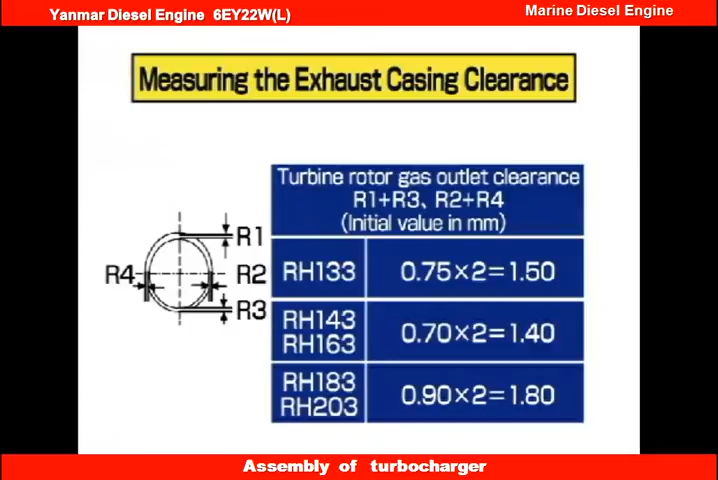 Yanmar Diesel Engine 6EY22W(L)
Marine Diesel Engine
Measuring the Exhaust Casing Clearance
Turbine rotor gas outlet clearance
R1+R3、R2+R4
(Initial value in mm)
R1
R4
R2
R3
RH133
0.75×2=1.50
RH143
RH163
0.70×2=1.40
RH183
RH203
0.90×2=1.80
Assembly of turbocharger